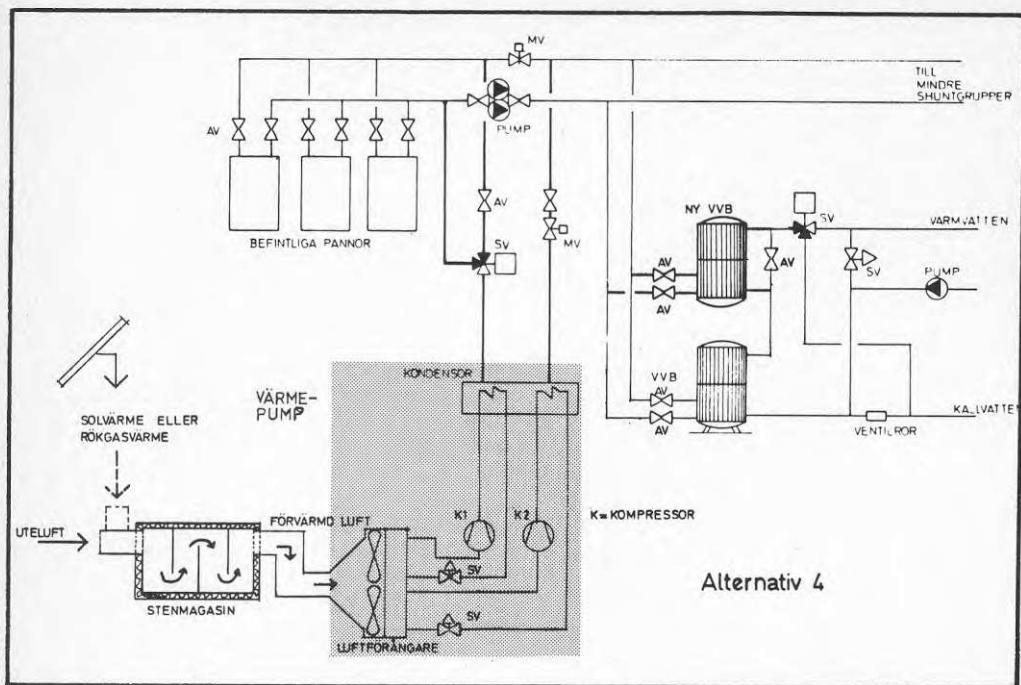 MV
TILL
MINDRE
SHUNTGRUPPER
AV
PUMP
BEFINTLIGA PANNOR
AV
SV
MV
NY VVB
SV
VARMVATTEN
AV
AV
SV
PUMP
AV
KONDENSOR
VVB
AV
AV
KALLVATTEN
VENTILRÖR
VÄRME-
PUMP
SOLVÄRME ELLER
RÖKGASVÄRME
UTELUFT
FÖRVÄRMD LUFT
K1
K2
K=KOMPRESSOR
SV
STENMAGASIN
SV
LUFTFÖRÅNGARE
Alternativ 4